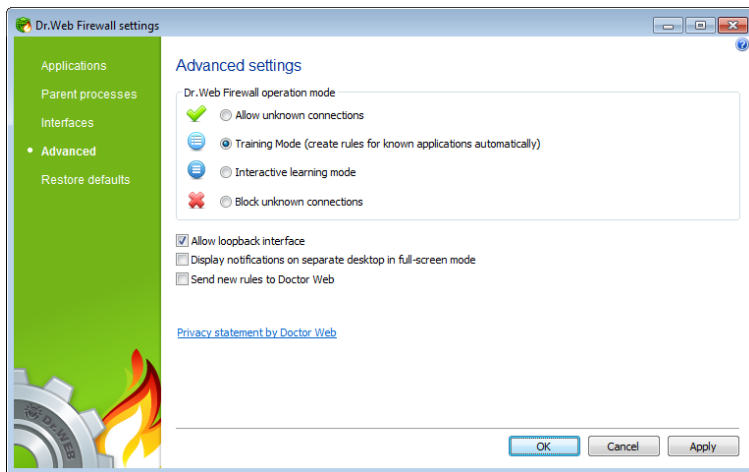 Dr.Web Firewall settings
Applications
Parent processes
Interfaces
Advanced
Restore defaults
Advanced settings
Dr.Web Firewall operation mode
Allow unknown connections
Training Mode (create rules for known applications automatically)
Interactive learning mode
Block unknown connections
Allow loopback interface
Display notifications on separate desktop in full-screen mode
Send new rules to Doctor Web
Privacy statement by Doctor Web
Dr.WEB
OK Cancel Apply